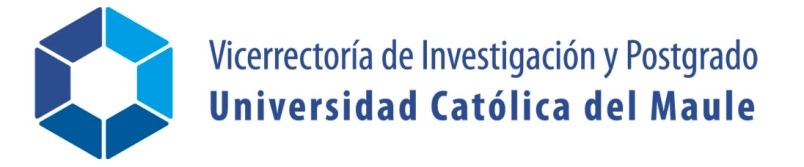 Vicerrectoría de Investigación y Postgrado
Universidad Católica del Maule